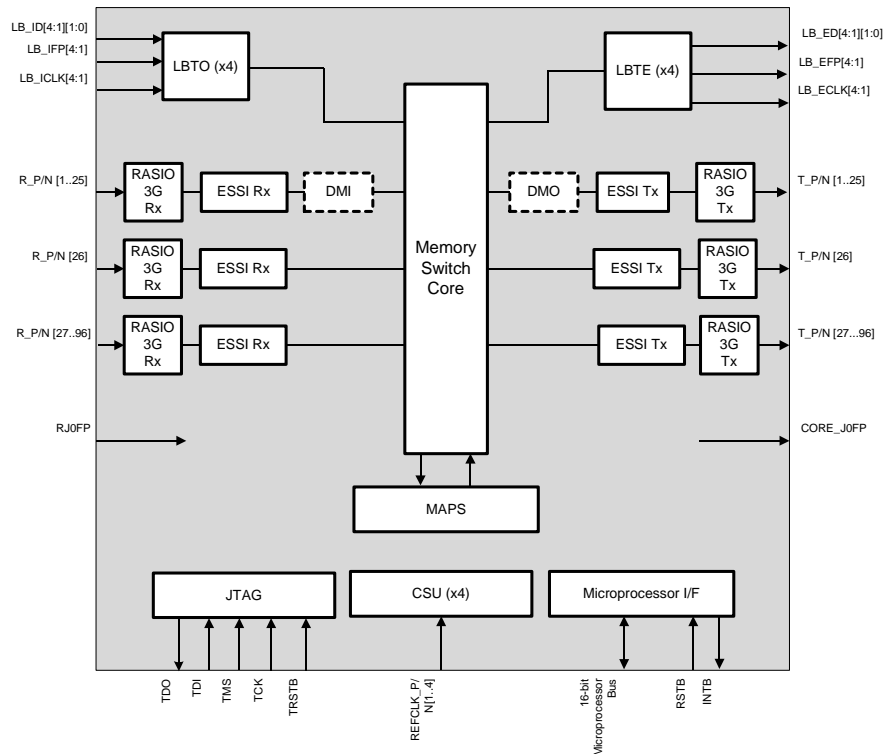 LB_ID[4:1][1:0]
LB_IFP[4:1]
LB_ICLK[4:1]
LBTO (x4)
LBTE (x4)
LB_ED[4:1][1:0]
LB_EFP[4:1]
LB_ECLK[4:1]
R_P/N [1..25]
RASIO
3G
Rx
ESSI Rx
DMI
DMO
ESSI Tx
RASIO
3G
Tx
T_P/N [1..25]
R_P/N [26]
RASIO
3G
Rx
ESSI Rx
Memory
Switch
Core
ESSI Tx
RASIO
3G
Tx
T_P/N [26]
R_P/N [27..96]
RASIO
3G
Rx
ESSI Rx
ESSI Tx
RASIO
3G
Tx
T_P/N [27...96]
RJ0FP
CORE_J0FP
MAPS
JTAG
CSU (x4)
Microprocessor I/F
TDO
TDI
TMS
TCK
TRSTB
REFCLK_P/
N[1..4]
16-bit
Microprocessor
Bus
RSTB
INTB